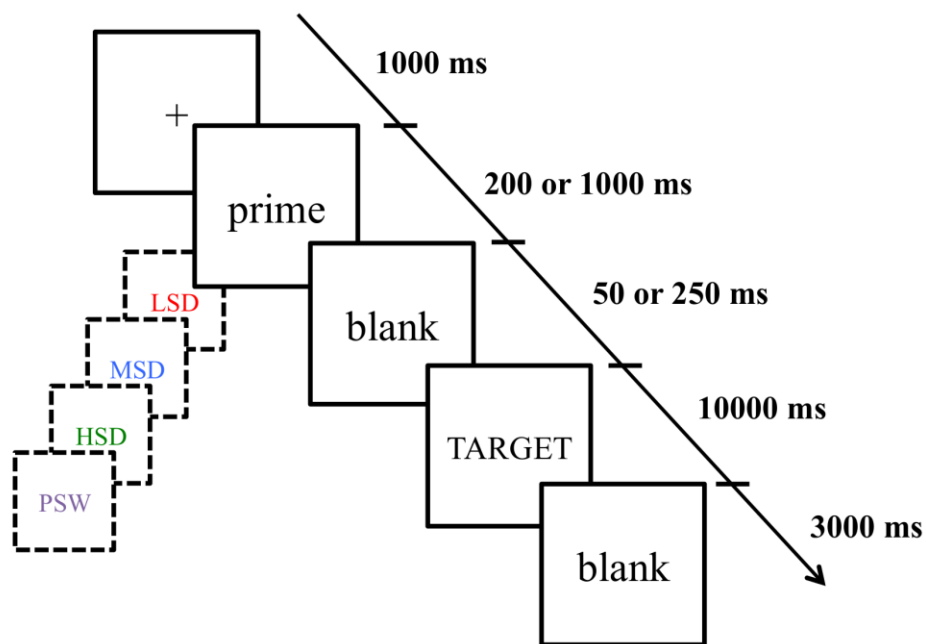 +
1000 ms
prime
200 or 1000 ms
LSD
MSD
HSD
PSW
blank
50 or 250 ms
TARGET
10000 ms
blank
3000 ms